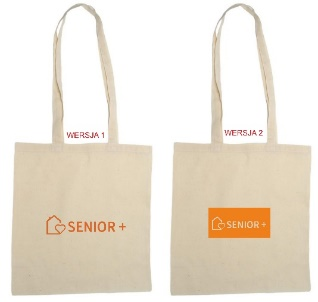 WERSJA 1
WERSJA 2
SENIOR +
SENIOR +